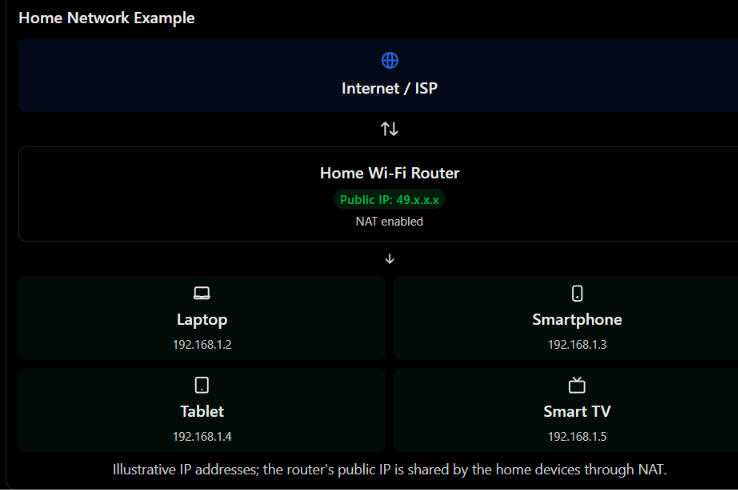 Home Network Example
Internet / ISP
Home Wi-Fi Router
Public IP: 49.x.x.x
NAT enabled
Laptop
192.168.1.2
Smartphone
192.168.1.3
Tablet
192.168.1.4
Smart TV
192.168.1.5
Illustrative IP addresses; the router's public IP is shared by the home devices through NAT.